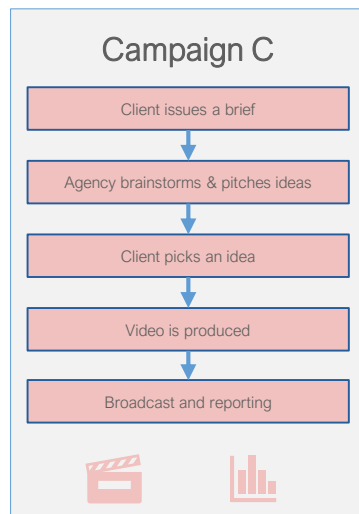 Campaign C
Client issues a brief
Agency brainstorms & pitches ideas
Client picks an idea
Video is produced
Broadcast and reporting